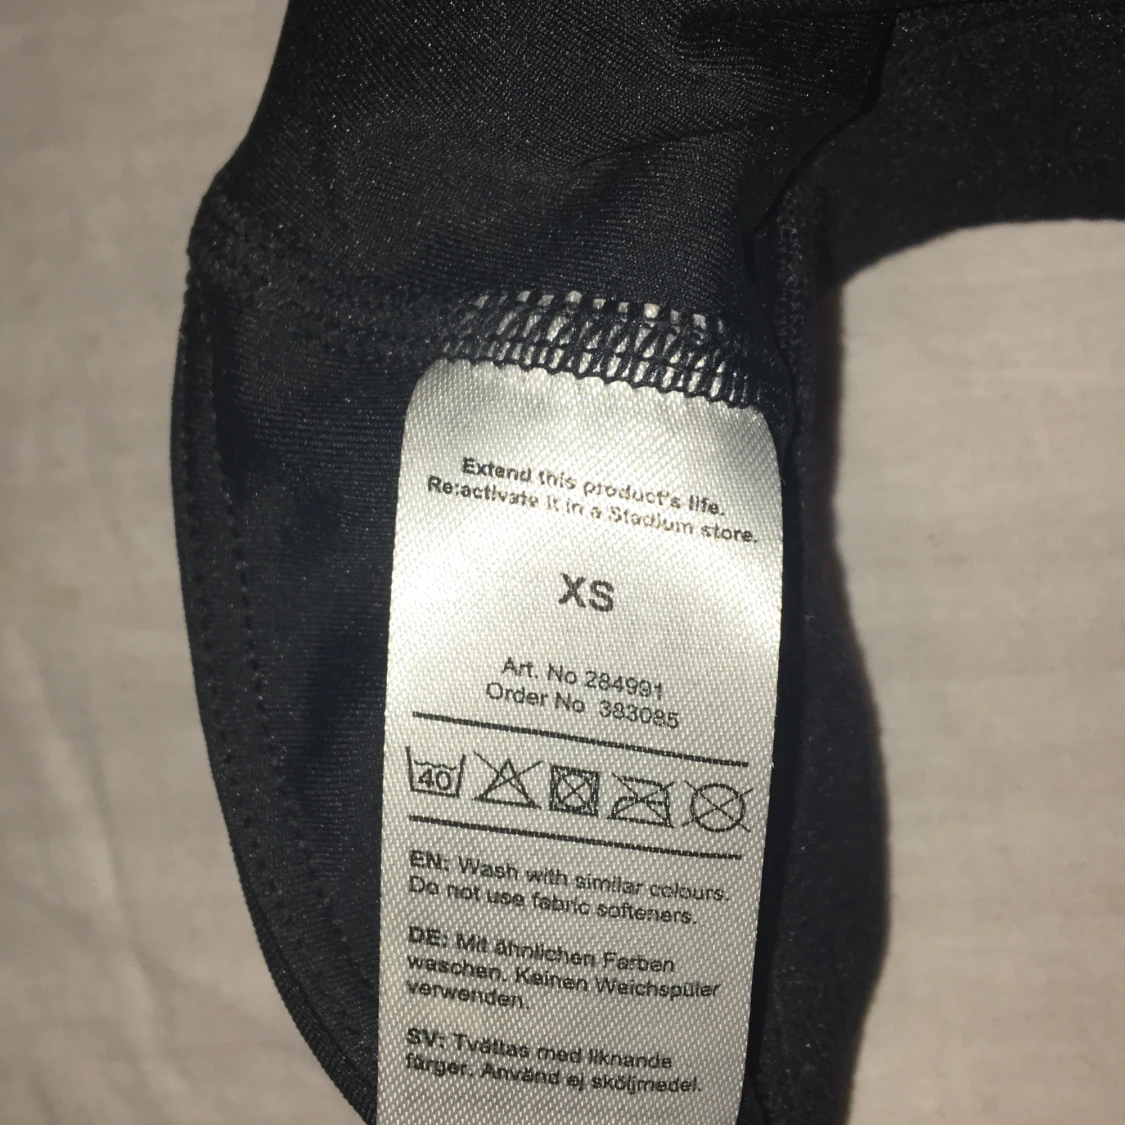 Extend this product's life.
Re:activate it in a Stadium store.
XS
Art. No 284991
Order No 383085
40
EN: Wash with similar colours.
Do not use fabric softeners.
DE: Mit ähnlichen Farben
waschen. Keinen Weichspüler
verwenden.
SV: Tvättas med liknande
färger. Använd ej sköljmedel.